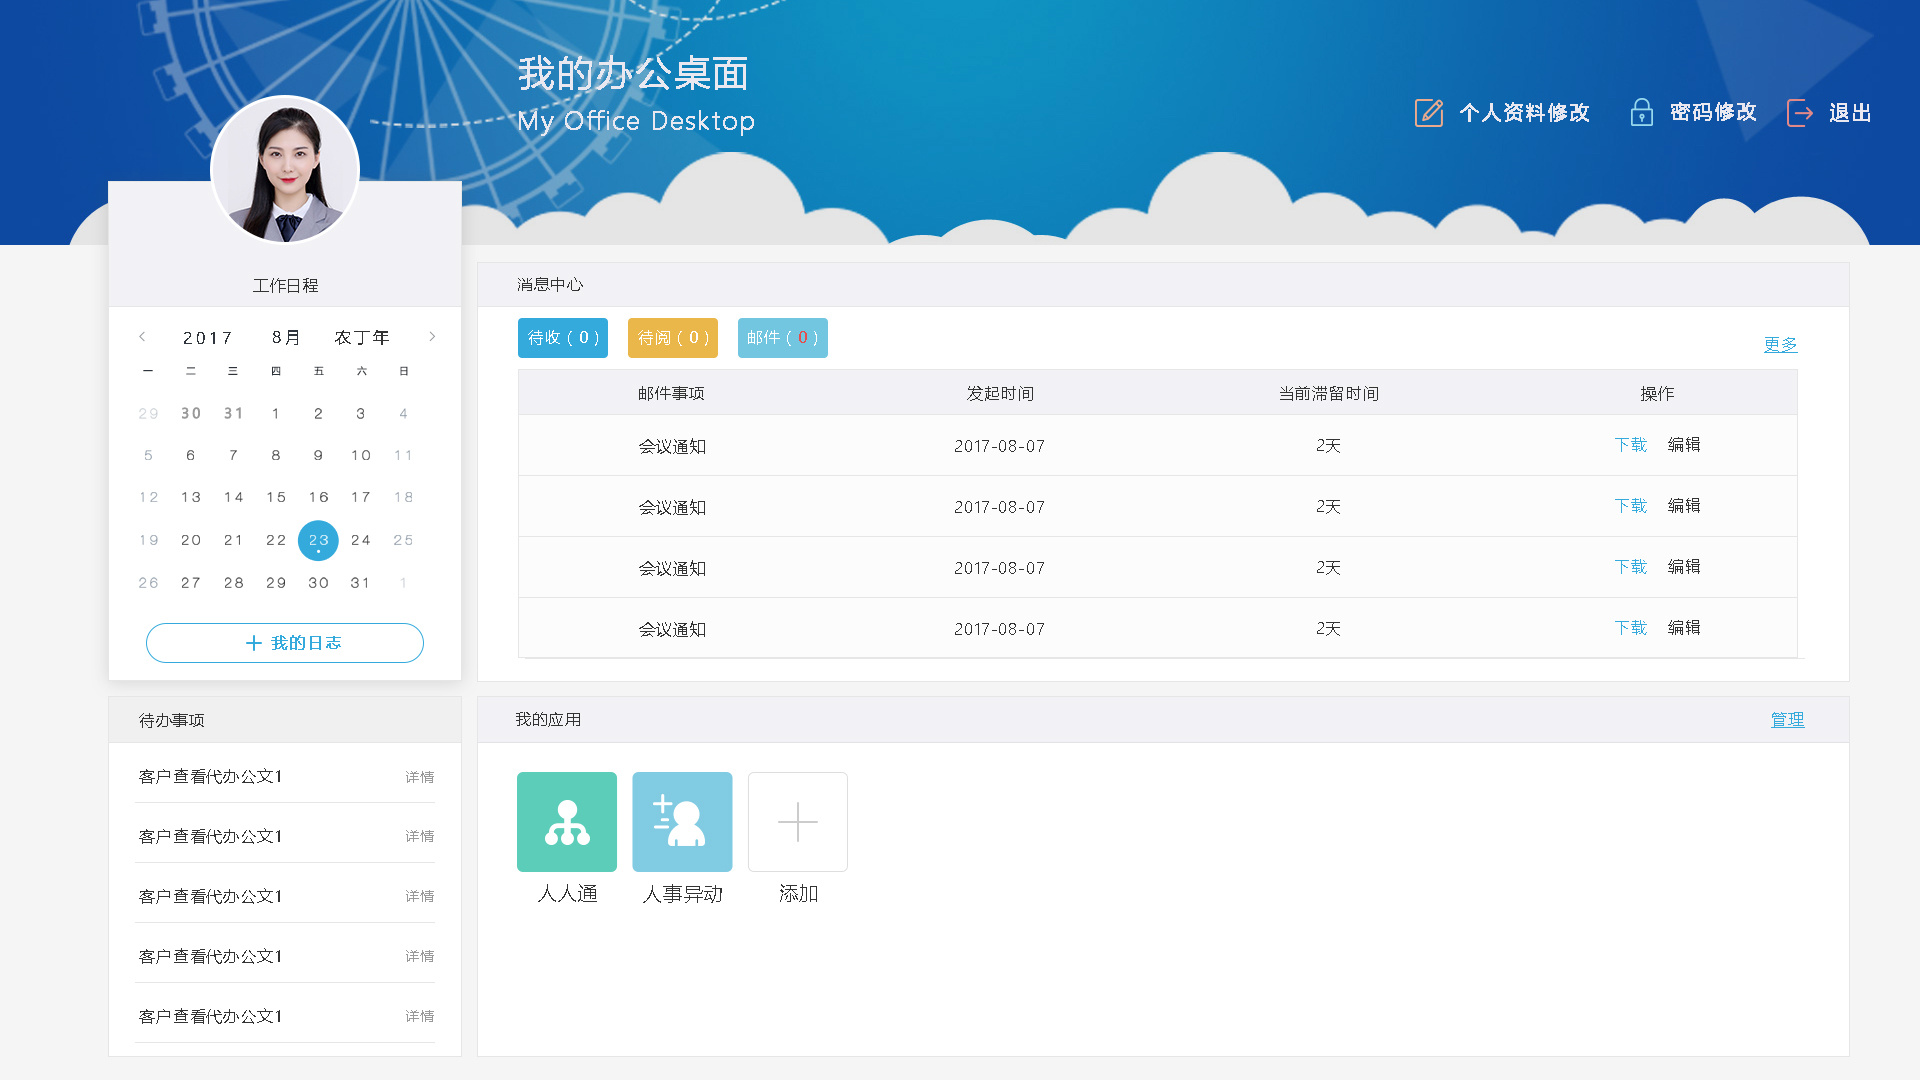 我的办公桌面
My Office Desktop
个人资料修改 密码修改 退出
工作日程
2017 8月 农丁年
一 二 三 四 五 六 日
29 30 31 1 2 3 4
5 6 7 8 9 10 11
12 13 14 15 16 17 18
19 20 21 22 23 24 25
26 27 28 29 30 31 1
我的日志
消息中心
待收 ( 0 ) 待阅 ( 0 ) 邮件 ( 0 )
更多
邮件事项 发起时间 当前滞留时间 操作
会议通知 2017-08-07 2天 下载 编辑
会议通知 2017-08-07 2天 下载 编辑
会议通知 2017-08-07 2天 下载 编辑
会议通知 2017-08-07 2天 下载 编辑
待办事项
客户查看代办公文1 详情
客户查看代办公文1 详情
客户查看代办公文1 详情
客户查看代办公文1 详情
客户查看代办公文1 详情
我的应用 管理
人人通 人事异动 添加